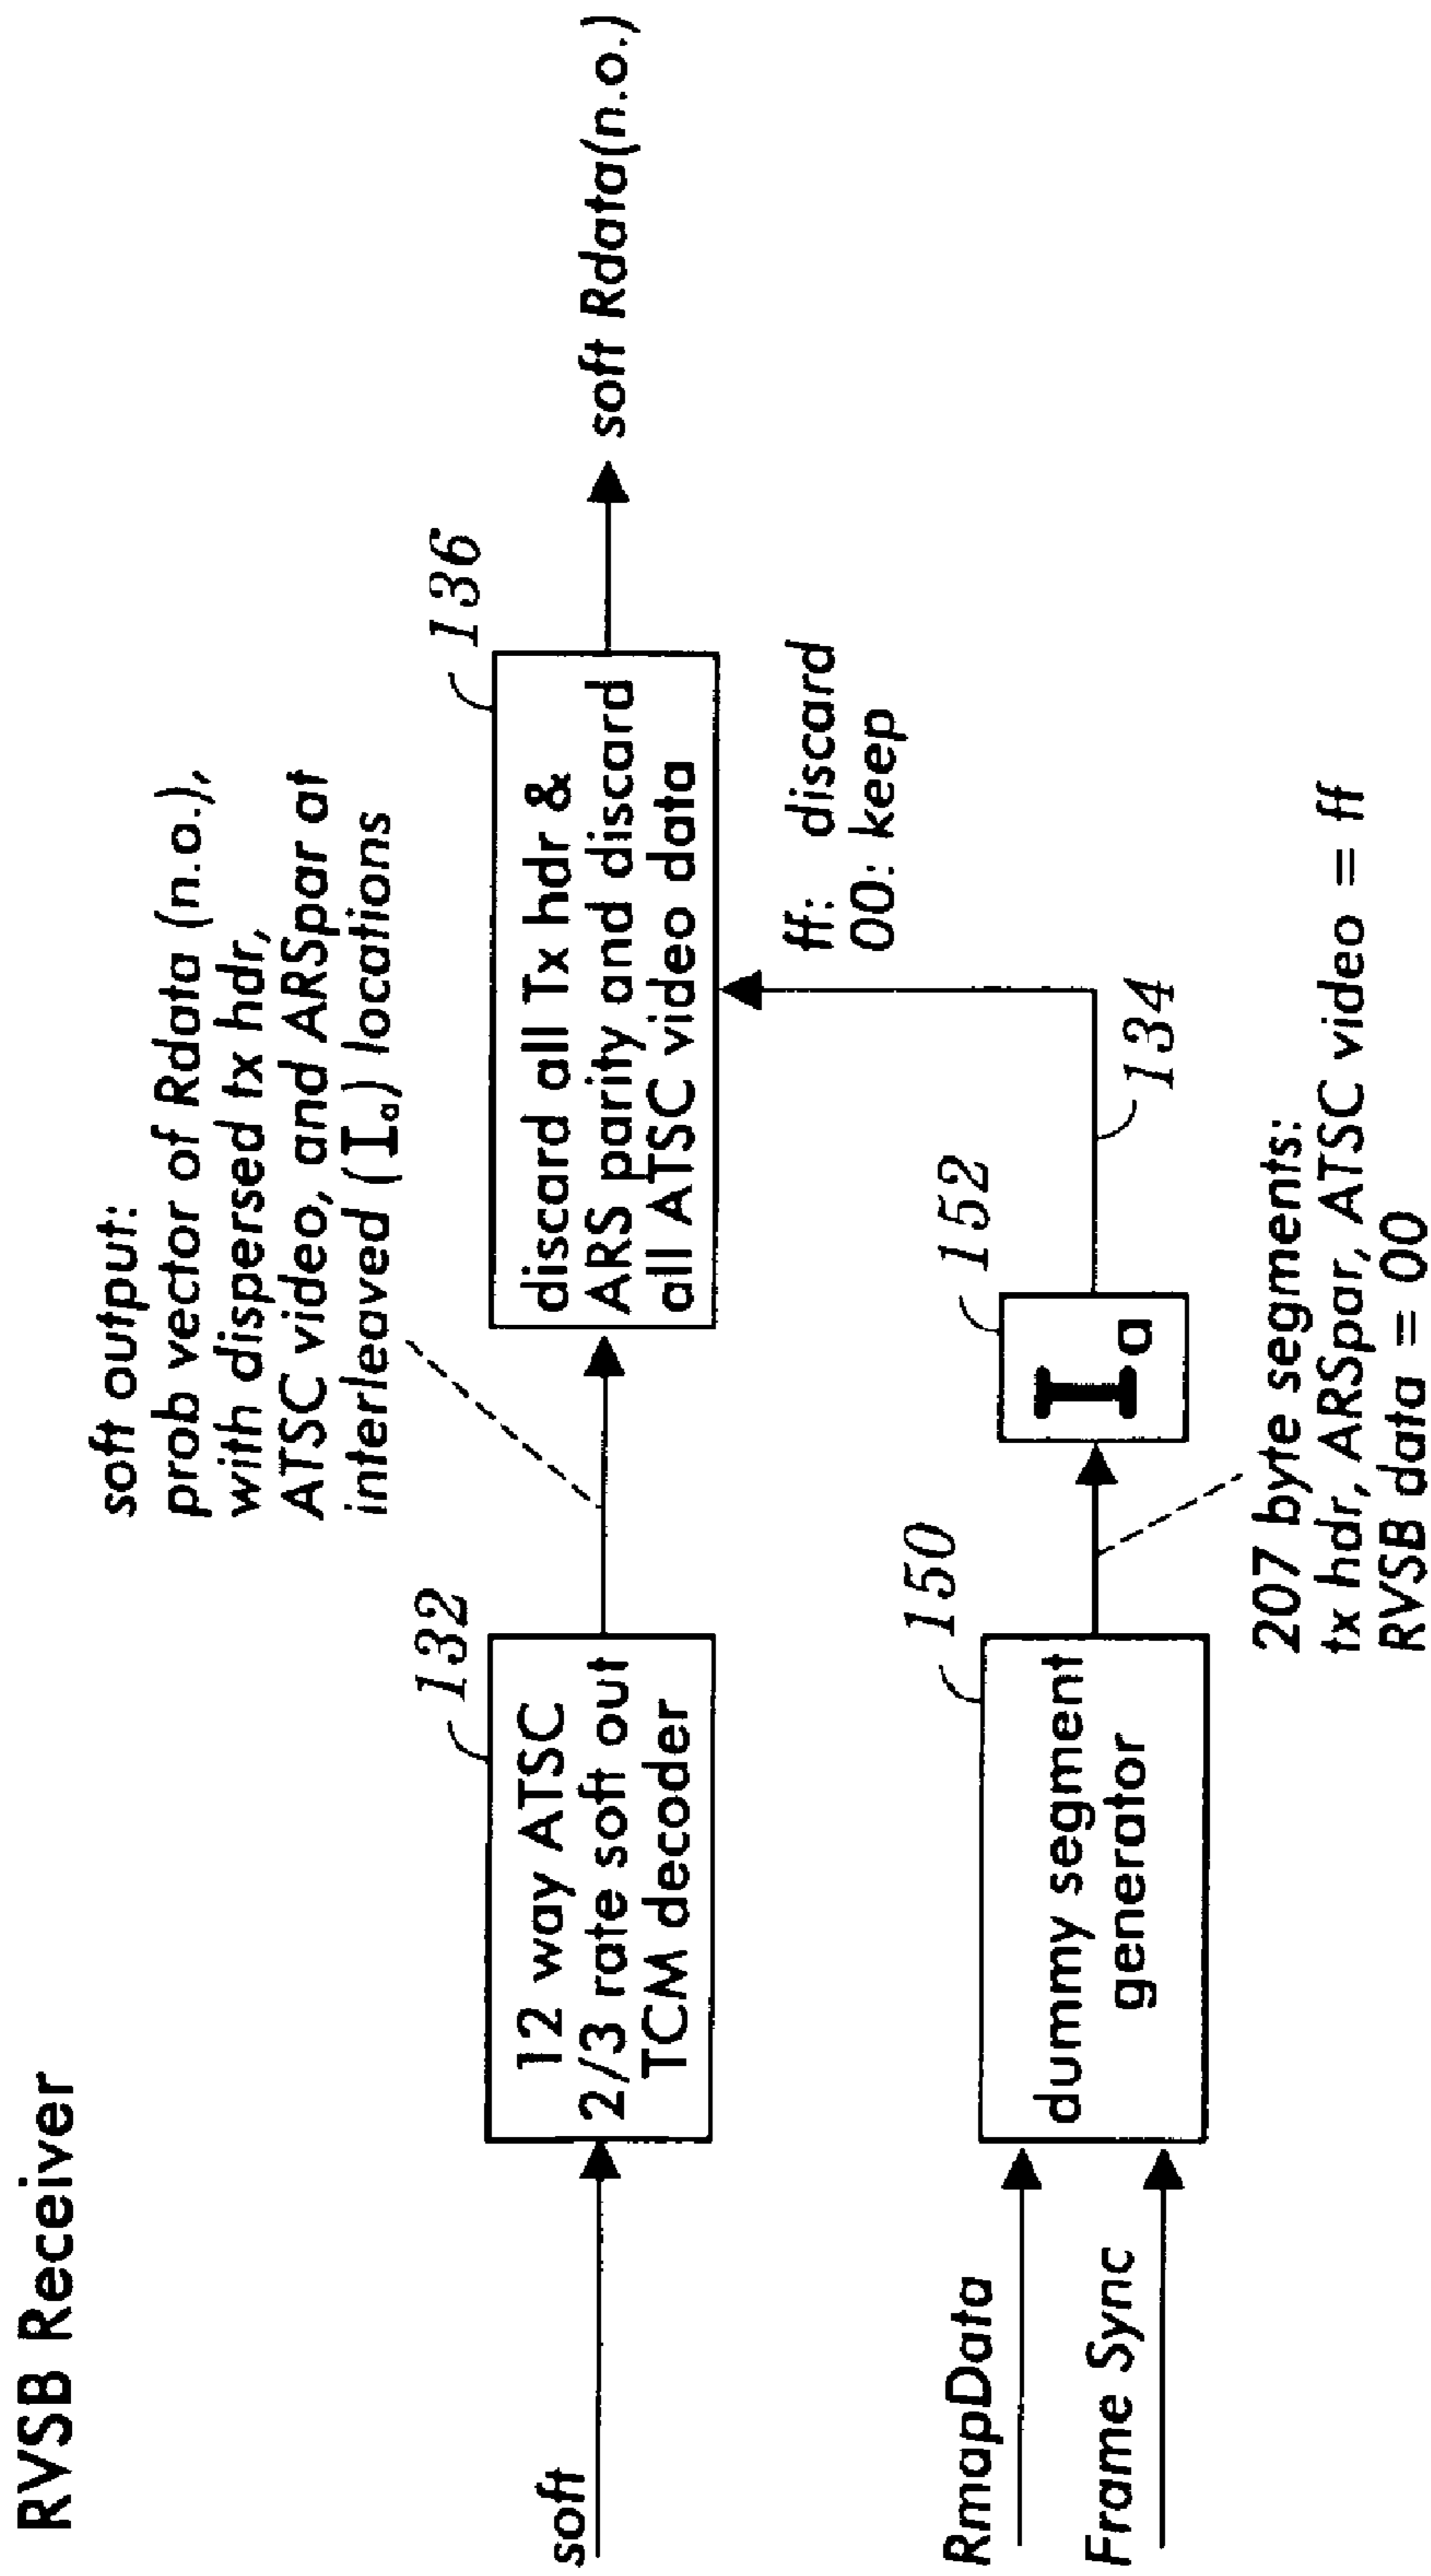 RVSB Receiver
soft output:
prob vector of Rdata (n.o.),
with dispersed tx hdr,
ATSC video, and ARSpar at
interleaved (Ia) locations
soft
132
12 way ATSC
2/3 rate soft out
TCM decoder
136
discard all Tx hdr &
ARS parity and discard
all ATSC video data
soft Rdata(n.o.)
ff: discard
00: keep
RmapData
Frame Sync
150
dummy segment
generator
152
Ia
134
207 byte segments:
tx hdr, ARSpar, ATSC video = ff
RVSB data = 00